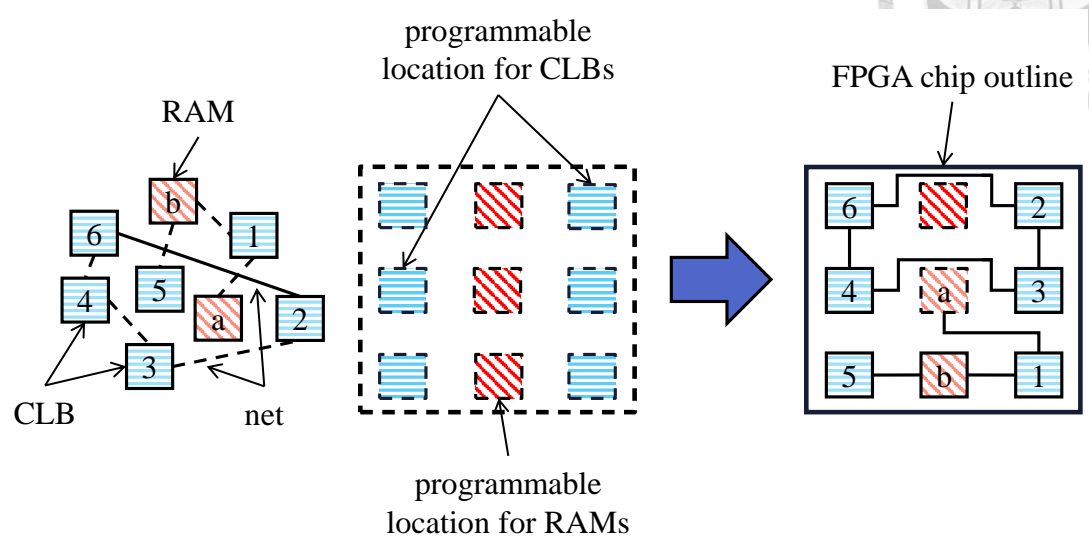 programmable
location for CLBs
FPGA chip outline
RAM
b
6
1
5
4
a
2
3
CLB
net
programmable
location for RAMs
6
2
4
a
3
5
b
1